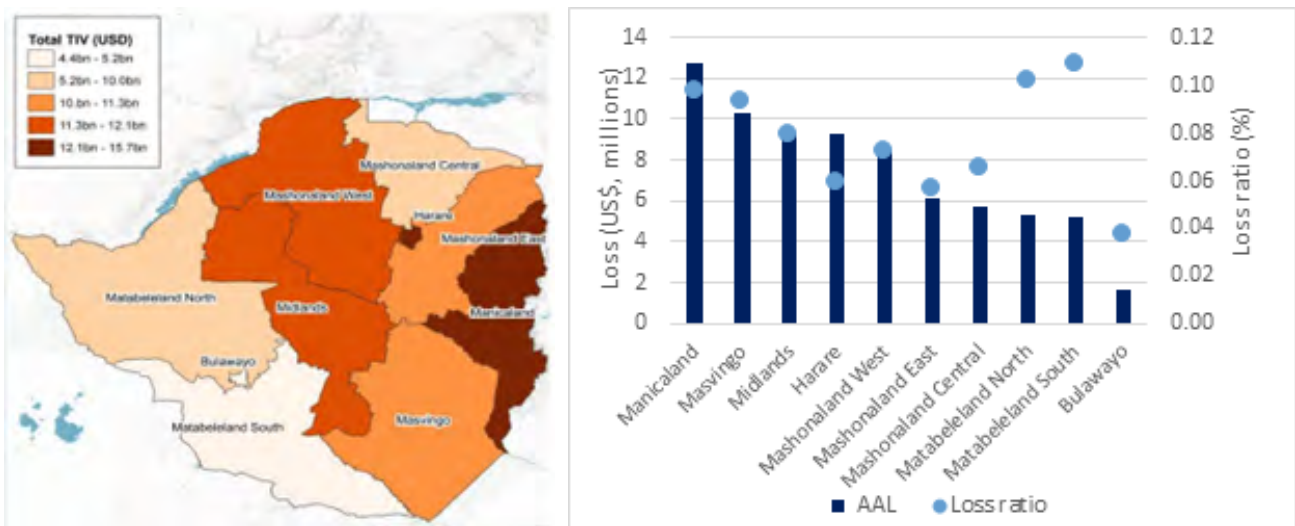 Total TIV (USD)
4.4bn - 5.2bn
5.2bn - 10.0bn
10.bn - 11.3bn
11.3bn - 12.1bn
12.1bn - 15.7bn
Mashonaland Central
Mashonaland West
Harare
Mashonaland East
Matabeleland North
Midlands
Manicaland
Bulawayo
Matabeleland South
Masvingo
14
12
10
8
6
4
2
0
Loss (US$, millions)
0.12
0.10
0.08
0.06
0.04
0.02
0.00
Loss ratio (%)
Manicaland
Masvingo
Midlands
Harare
Mashonaland West
Mashonaland East
Mashonaland Central
Matabeleland North
Matabeleland South
Bulawayo
AAL
Loss ratio